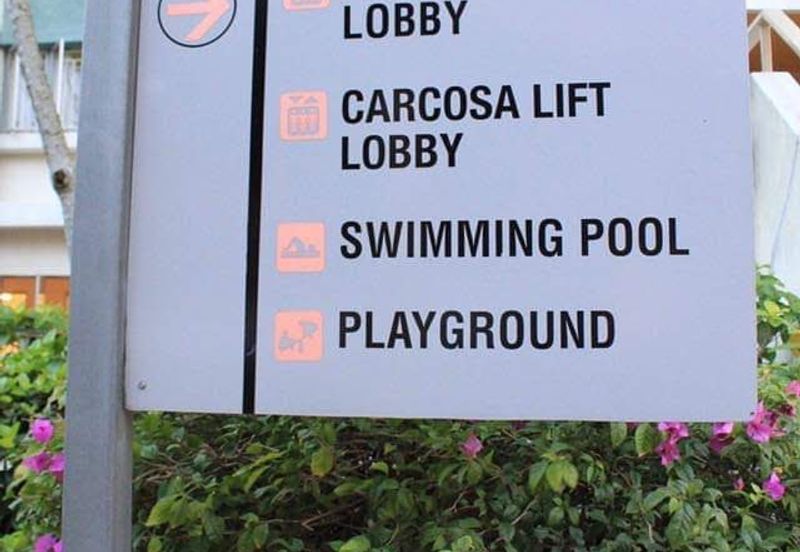 LOBBY
CARCOSA LIFT
LOBBY
SWIMMING POOL
PLAYGROUND